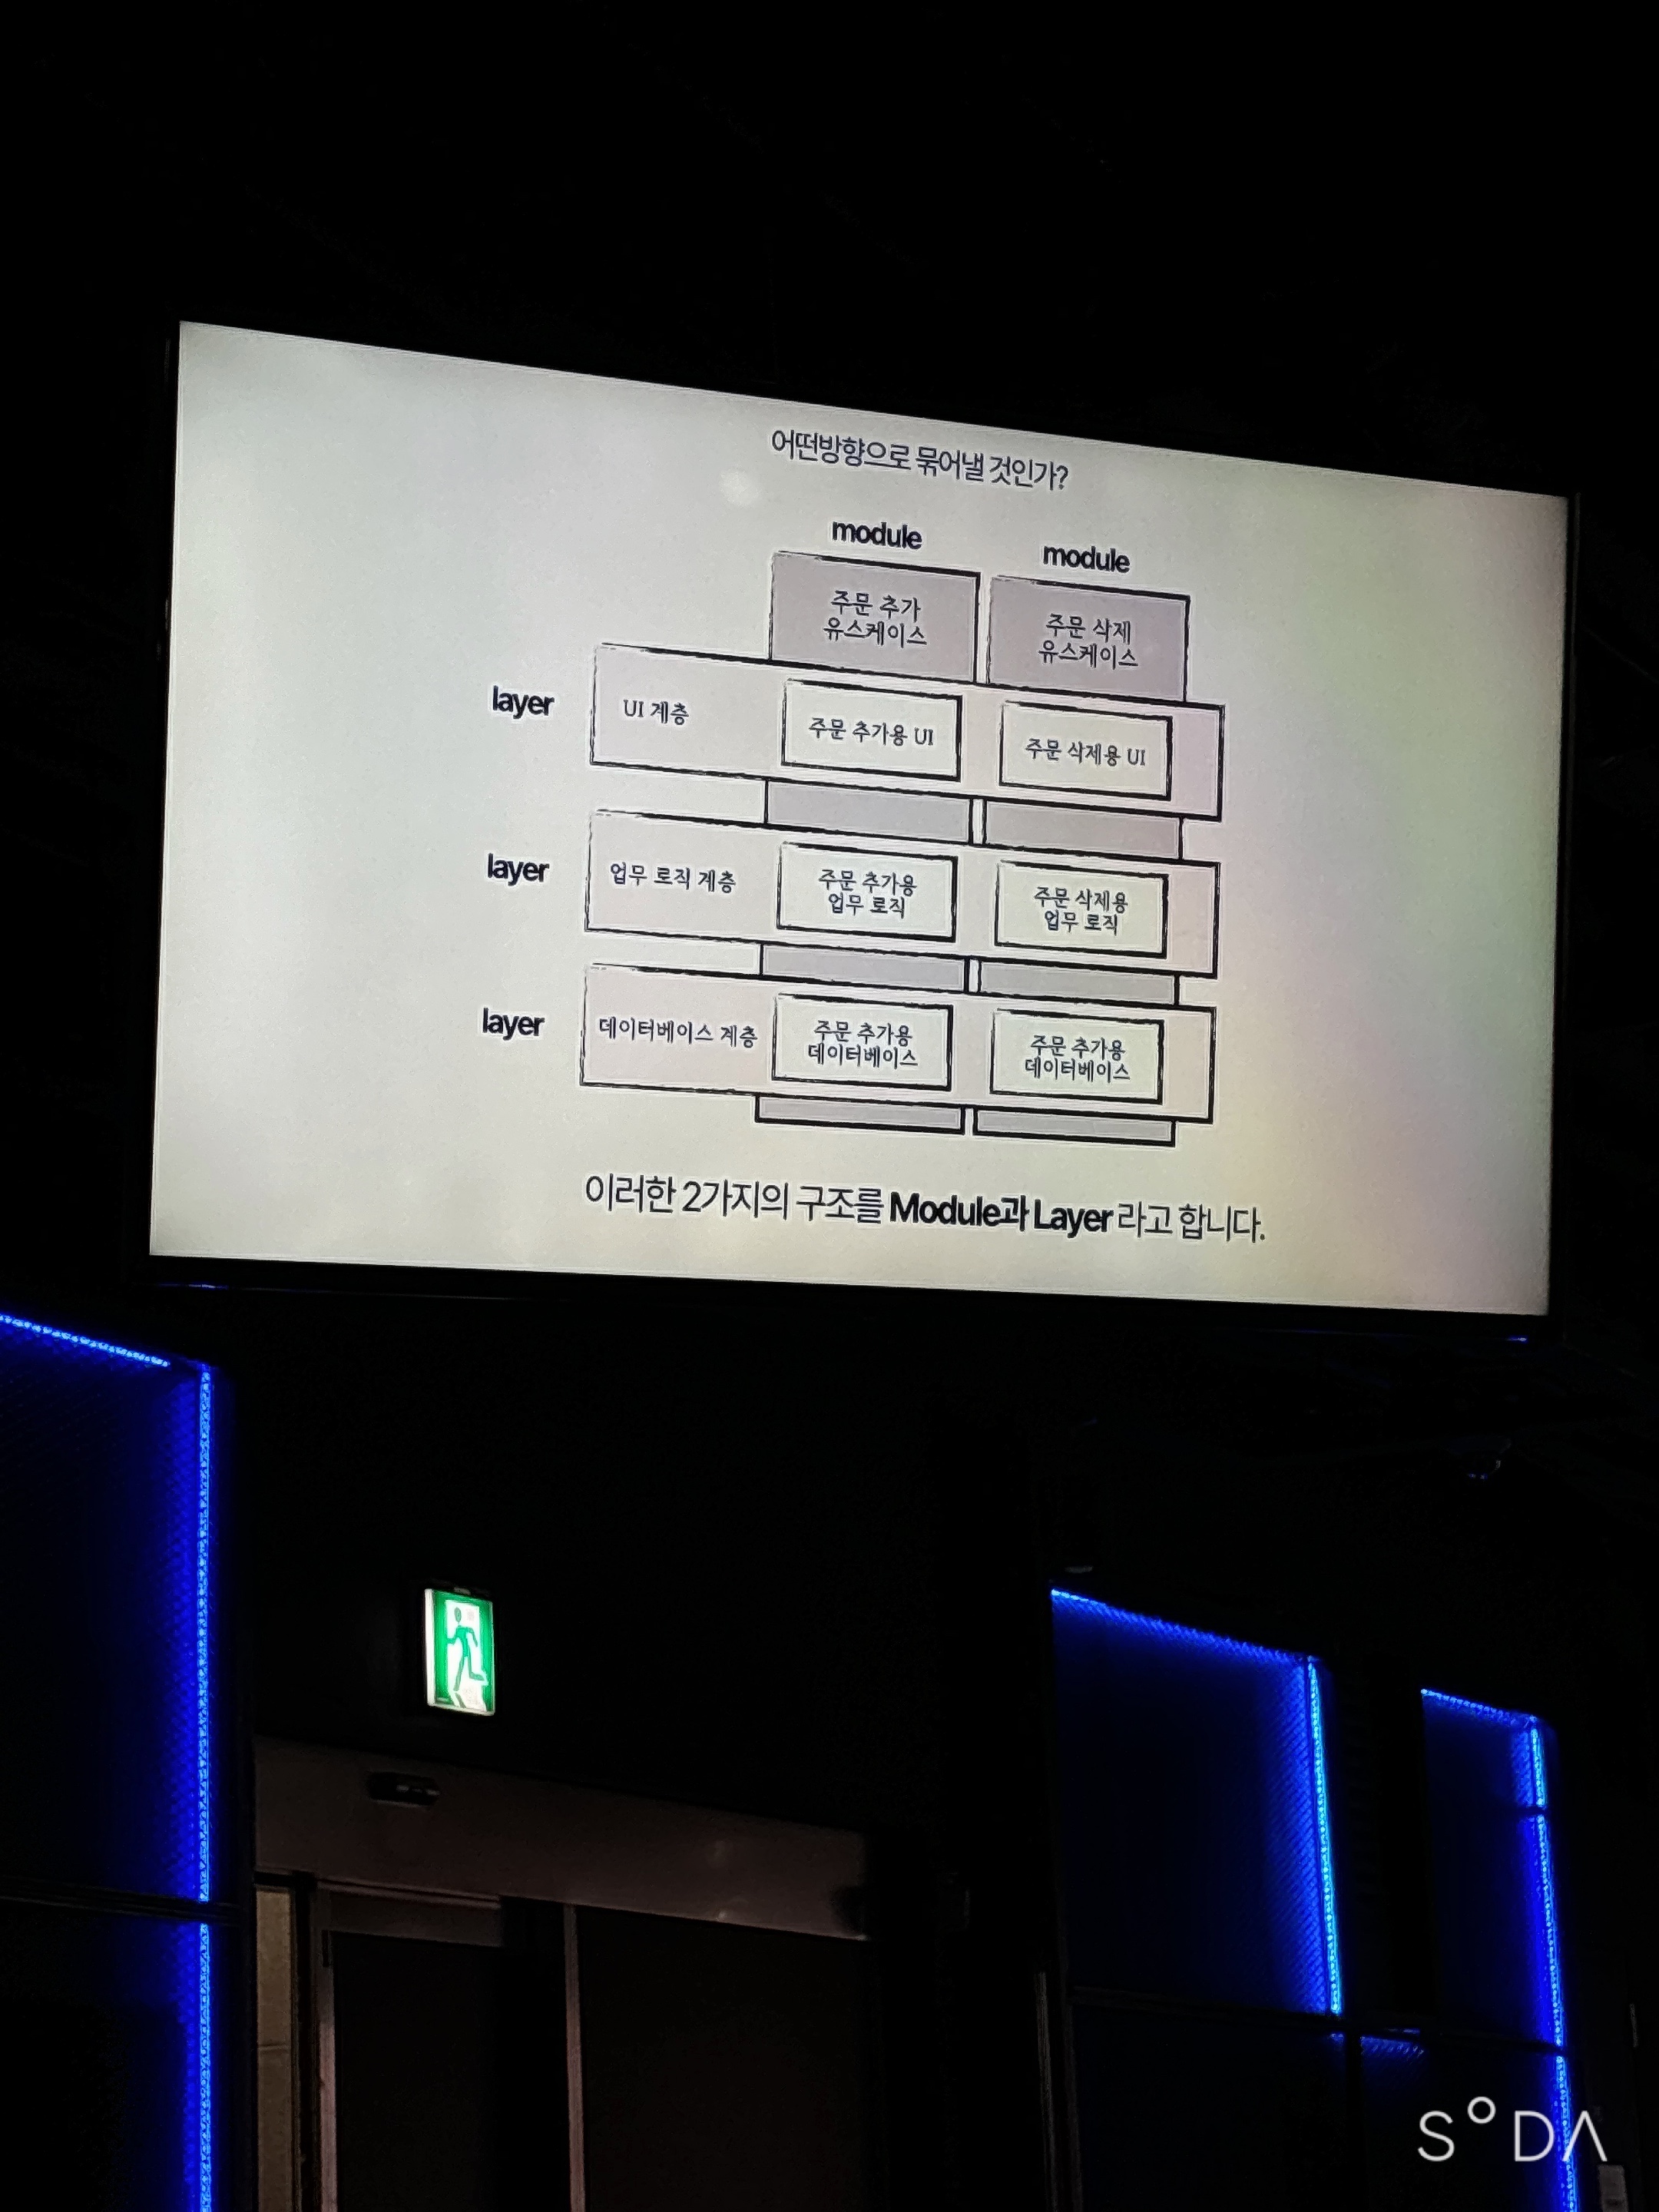 어떤방향으로 묶어낼 것인가?
module
module
주문 추가
유스케이스
주문 삭제
유스케이스
layer
UI 계층
주문 추가용 UI
주문 삭제용 UI
layer
업무 로직 계층
주문 추가용
업무 로직
주문 삭제용
업무 로직
layer
데이터베이스 계층
주문 추가용
데이터베이스
주문 추가용
데이터베이스
이러한 2가지의 구조를 Module과 Layer 라고 합니다.
SODA